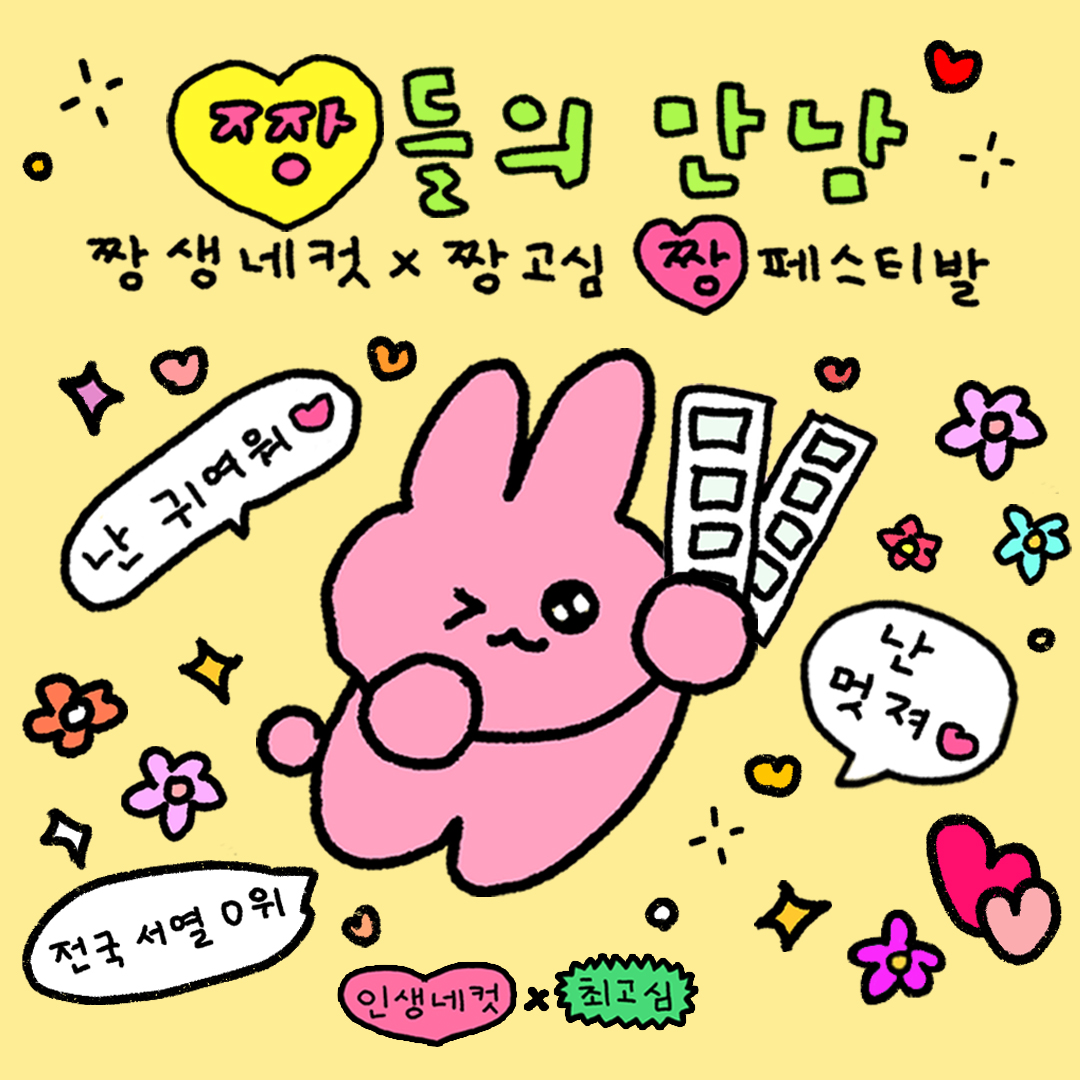 짱들의 만남
짱생네컷 x 짱고심 짱 페스티발
난 귀여워
난
멋져
전국 서열 0위
인생네컷 x 최고심